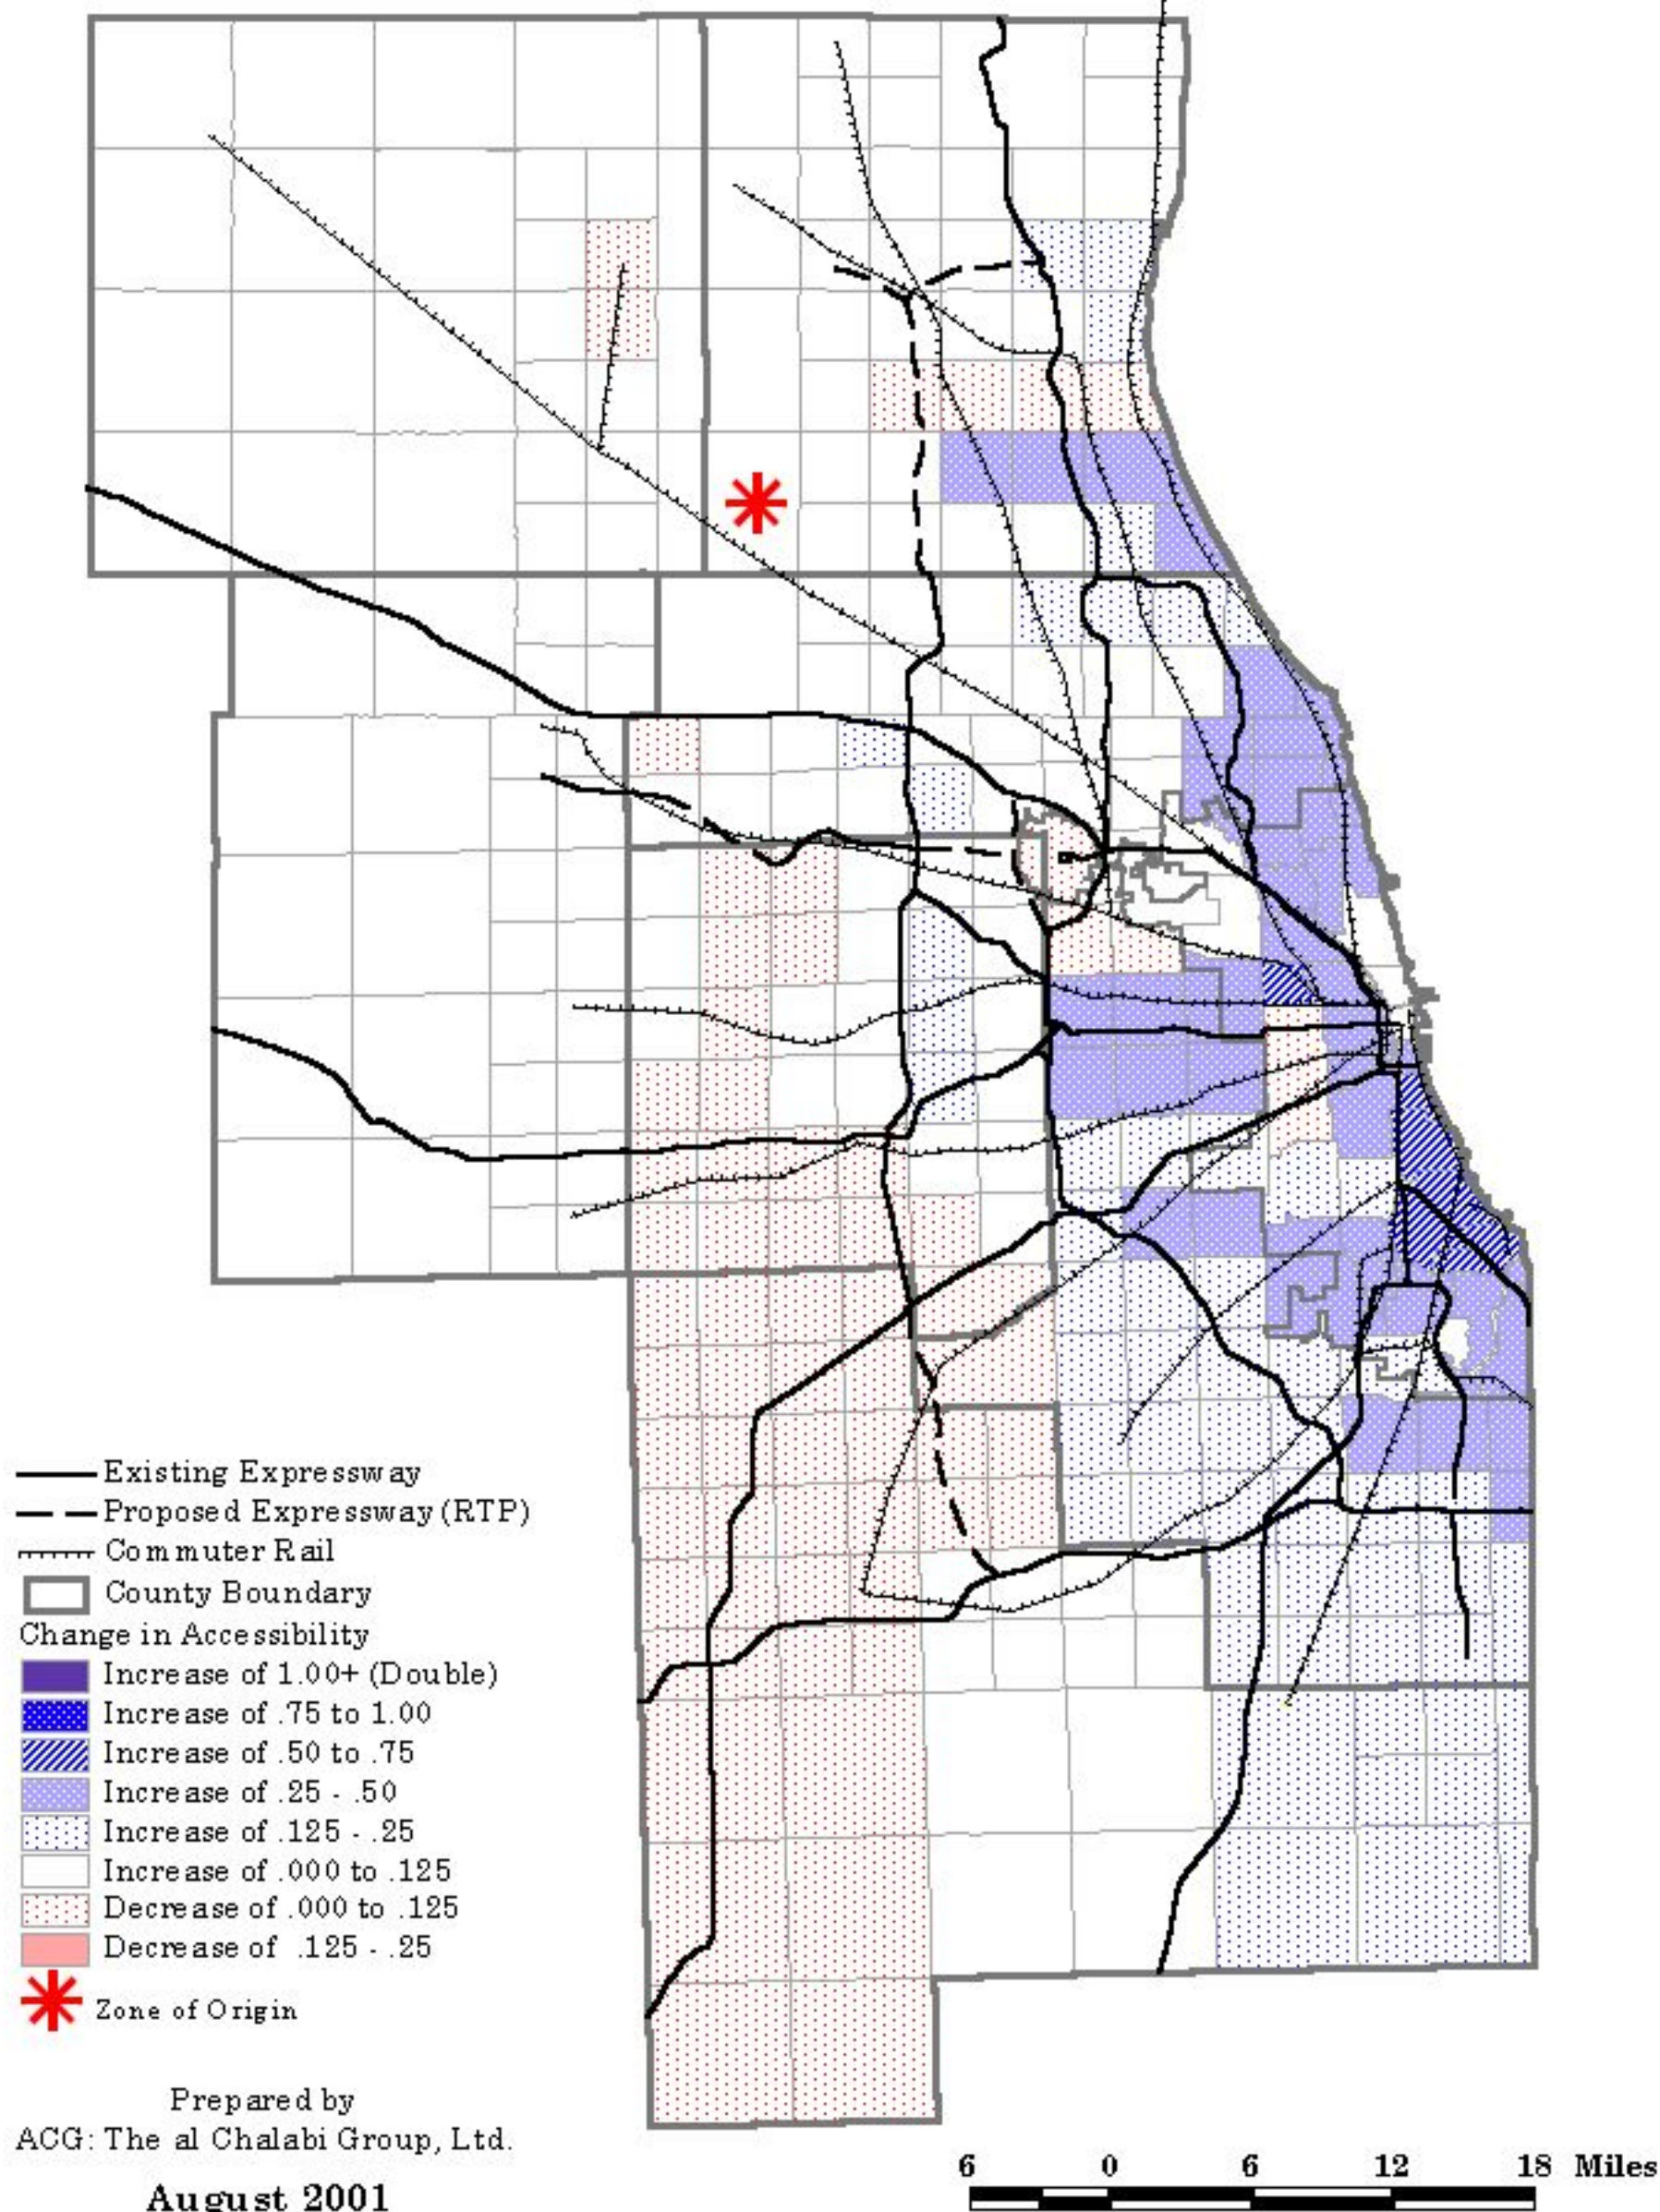 Existing Expressway
Proposed Expressway (RTP)
Commuter Rail
County Boundary
Change in Accessibility
Increase of 1.00+ (Double)
Increase of .75 to 1.00
Increase of .50 to .75
Increase of .25 - .50
Increase of .125 - .25
Increase of .000 to .125
Decrease of .000 to .125
Decrease of .125 - .25
Zone of Origin
Prepared by
ACG: The al Chalabi Group, Ltd.
August 2001
6 0 6 12 18 Miles